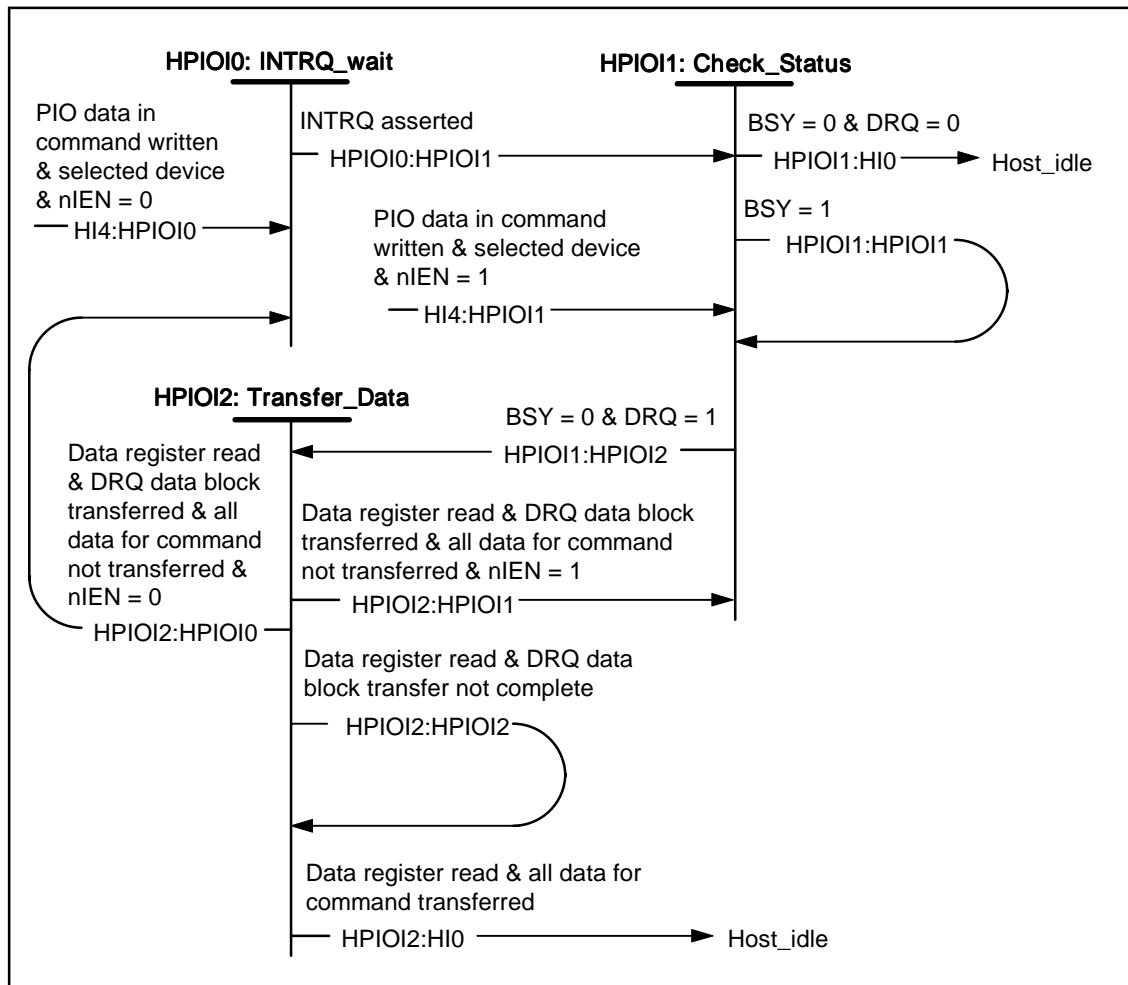 HPIOI0: INTRQ_wait
HPIOI1: Check_Status
PIO data in
command written
& selected device
& nIEN = 0
HI4:HPIOI0
INTRQ asserted
HPIOI0:HPIOI1
BSY = 0 & DRQ = 0
HPIOI1:HI0
Host_idle
BSY = 1
HPIOI1:HPIOI1
PIO data in command
written & selected device
& nIEN = 1
HI4:HPIOI1
HPIOI2: Transfer_Data
BSY = 0 & DRQ = 1
HPIOI1:HPIOI2
Data register read
& DRQ data block
transferred & all
data for command
not transferred &
nIEN = 0
HPIOI2:HPIOI0
Data register read & DRQ data block
transferred & all data for command
not transferred & nIEN = 1
HPIOI2:HPIOI1
Data register read & DRQ data
block transfer not complete
HPIOI2:HPIOI2
Data register read & all data for
command transferred
HPIOI2:HI0
Host_idle